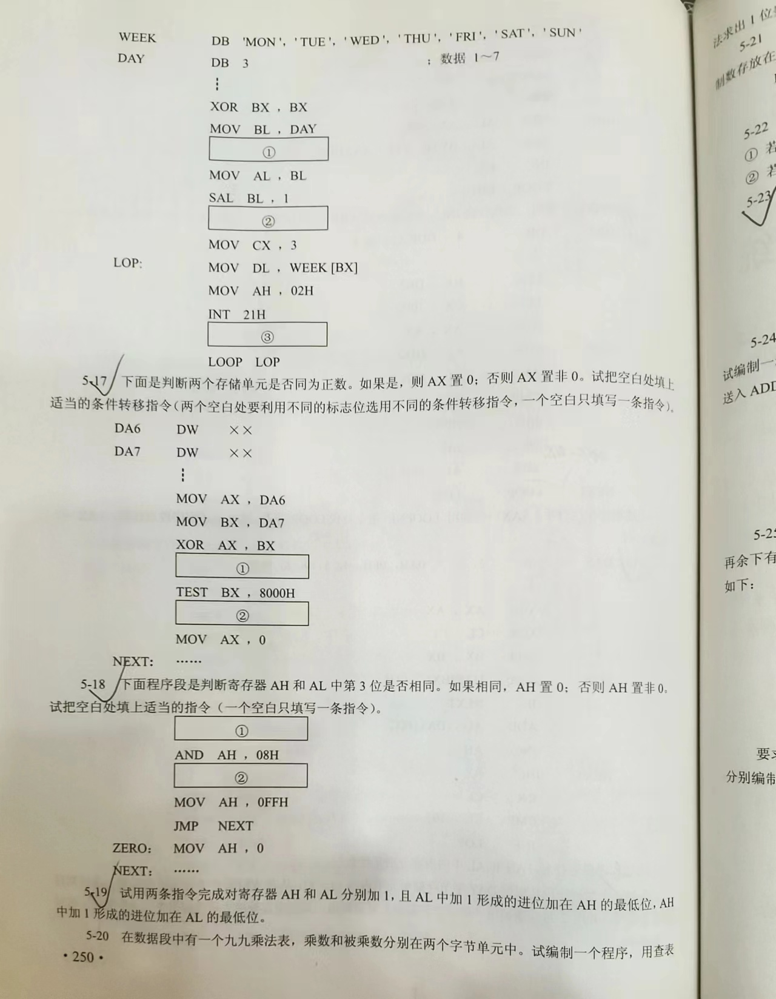 WEEK DB 'MON', 'TUE', 'WED', 'THU', 'FRI', 'SAT', 'SUN'
DAY DB 3 ；数据 1～7
⋮
XOR BX，BX
MOV BL，DAY
①
MOV AL，BL
SAL BL，1
②
MOV CX，3
LOP: MOV DL，WEEK [BX]
MOV AH，02H
INT 21H
③
LOOP LOP
5-17 下面是判断两个存储单元是否同为正数。如果是，则 AX 置 0；否则 AX 置非 0。试把空白处填上
适当的条件转移指令（两个空白处要利用不同的标志位选用不同的条件转移指令，一个空白只填写一条指令）。
DA6 DW ××
DA7 DW ××
⋮
MOV AX，DA6
MOV BX，DA7
XOR AX，BX
①
TEST BX，8000H
②
MOV AX，0
NEXT: ……
5-18 下面程序段是判断寄存器 AH 和 AL 中第 3 位是否相同。如果相同，AH 置 0；否则 AH 置非 0。
试把空白处填上适当的指令（一个空白只填写一条指令）。
①
AND AH，08H
②
MOV AH，0FFH
JMP NEXT
ZERO: MOV AH，0
NEXT: ……
5-19 试用两条指令完成对寄存器 AH 和 AL 分别加 1，且 AL 中加 1 形成的进位加在 AH 的最低位，AH
中加 1 形成的进位加在 AL 的最低位。
5-20 在数据段中有一个九九乘法表，乘数和被乘数分别在两个字节单元中。试编制一个程序，用查表
·250·
法求出 1 位
5-21
制数存放在
5-22
① 若
② 若
5-23
5-24
试编制一
送入 ADD
5-25
再余下有
如下：
要求
分别编制